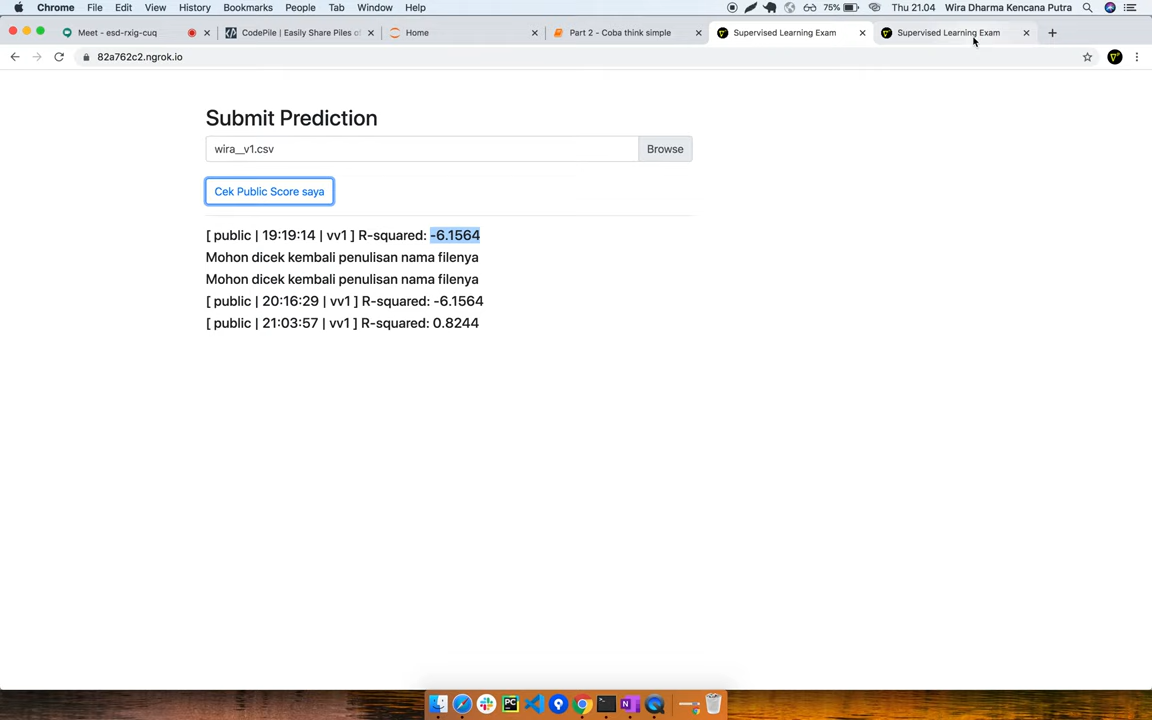 Chrome File Edit View History Bookmarks People Tab Window Help 75% Thu 21.04 Wira Dharma Kencana Putra
Meet - esd-rxig-cuq CodePile | Easily Share Piles o Home Part 2 - Coba think simple Supervised Learning Exam Supervised Learning Exam
82a762c2.ngrok.io
Submit Prediction
wira__v1.csv Browse
Cek Public Score saya
[ public | 19:19:14 | vv1 ] R-squared: -6.1564
Mohon dicek kembali penulisan nama filenya
Mohon dicek kembali penulisan nama filenya
[ public | 20:16:29 | vv1 ] R-squared: -6.1564
[ public | 21:03:57 | vv1 ] R-squared: 0.8244